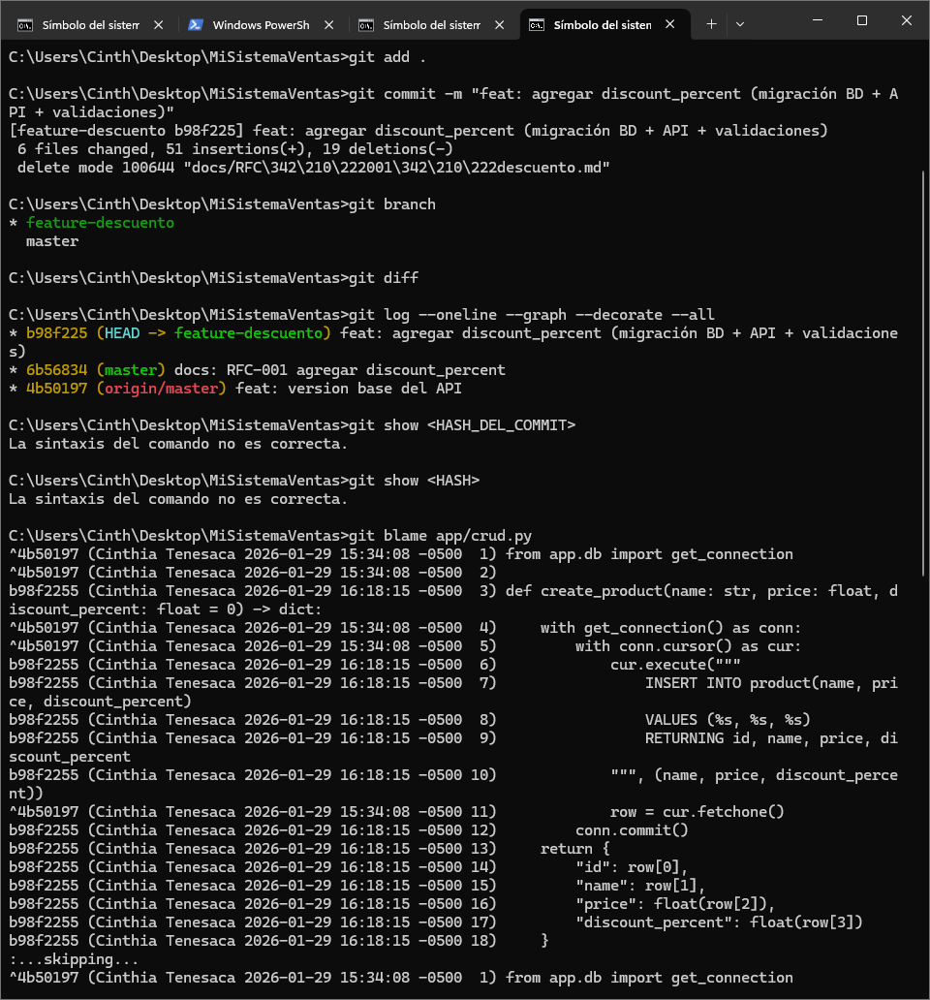 Símbolo del sistem
Windows PowerSh
Símbolo del sistem
Símbolo del sistem
C:\Users\Cinth\Desktop\MiSistemaVentas>git add .
C:\Users\Cinth\Desktop\MiSistemaVentas>git commit -m "feat: agregar discount_percent (migración BD + A
PI + validaciones)"
[feature-descuento b98f225] feat: agregar discount_percent (migración BD + API + validaciones)
 6 files changed, 51 insertions(+), 19 deletions(-)
 delete mode 100644 "docs/RFC\342\210\222001\342\210\222descuento.md"
C:\Users\Cinth\Desktop\MiSistemaVentas>git branch
* feature-descuento
  master
C:\Users\Cinth\Desktop\MiSistemaVentas>git diff
C:\Users\Cinth\Desktop\MiSistemaVentas>git log --oneline --graph --decorate --all
* b98f225 (HEAD -> feature-descuento) feat: agregar discount_percent (migración BD + API + validacione
s)
* 6b56834 (master) docs: RFC-001 agregar discount_percent
* 4b50197 (origin/master) feat: version base del API
C:\Users\Cinth\Desktop\MiSistemaVentas>git show <HASH_DEL_COMMIT>
La sintaxis del comando no es correcta.
C:\Users\Cinth\Desktop\MiSistemaVentas>git show <HASH>
La sintaxis del comando no es correcta.
C:\Users\Cinth\Desktop\MiSistemaVentas>git blame app/crud.py
^4b50197 (Cinthia Tenesaca 2026-01-29 15:34:08 -0500  1) from app.db import get_connection
^4b50197 (Cinthia Tenesaca 2026-01-29 15:34:08 -0500  2)
b98f2255 (Cinthia Tenesaca 2026-01-29 16:18:15 -0500  3) def create_product(name: str, price: float, d
iscount_percent: float = 0) -> dict:
^4b50197 (Cinthia Tenesaca 2026-01-29 15:34:08 -0500  4)     with get_connection() as conn:
^4b50197 (Cinthia Tenesaca 2026-01-29 15:34:08 -0500  5)         with conn.cursor() as cur:
b98f2255 (Cinthia Tenesaca 2026-01-29 16:18:15 -0500  6)             cur.execute("""
b98f2255 (Cinthia Tenesaca 2026-01-29 16:18:15 -0500  7)                 INSERT INTO product(name, pri
ce, discount_percent)
b98f2255 (Cinthia Tenesaca 2026-01-29 16:18:15 -0500  8)                 VALUES (%s, %s, %s)
b98f2255 (Cinthia Tenesaca 2026-01-29 16:18:15 -0500  9)                 RETURNING id, name, price, di
scount_percent
b98f2255 (Cinthia Tenesaca 2026-01-29 16:18:15 -0500 10)             """, (name, price, discount_perce
nt))
^4b50197 (Cinthia Tenesaca 2026-01-29 15:34:08 -0500 11)             row = cur.fetchone()
b98f2255 (Cinthia Tenesaca 2026-01-29 16:18:15 -0500 12)         conn.commit()
b98f2255 (Cinthia Tenesaca 2026-01-29 16:18:15 -0500 13)     return {
b98f2255 (Cinthia Tenesaca 2026-01-29 16:18:15 -0500 14)         "id": row[0],
b98f2255 (Cinthia Tenesaca 2026-01-29 16:18:15 -0500 15)         "name": row[1],
b98f2255 (Cinthia Tenesaca 2026-01-29 16:18:15 -0500 16)         "price": float(row[2]),
b98f2255 (Cinthia Tenesaca 2026-01-29 16:18:15 -0500 17)         "discount_percent": float(row[3])
b98f2255 (Cinthia Tenesaca 2026-01-29 16:18:15 -0500 18)     }
:...skipping...
^4b50197 (Cinthia Tenesaca 2026-01-29 15:34:08 -0500  1) from app.db import get_connection